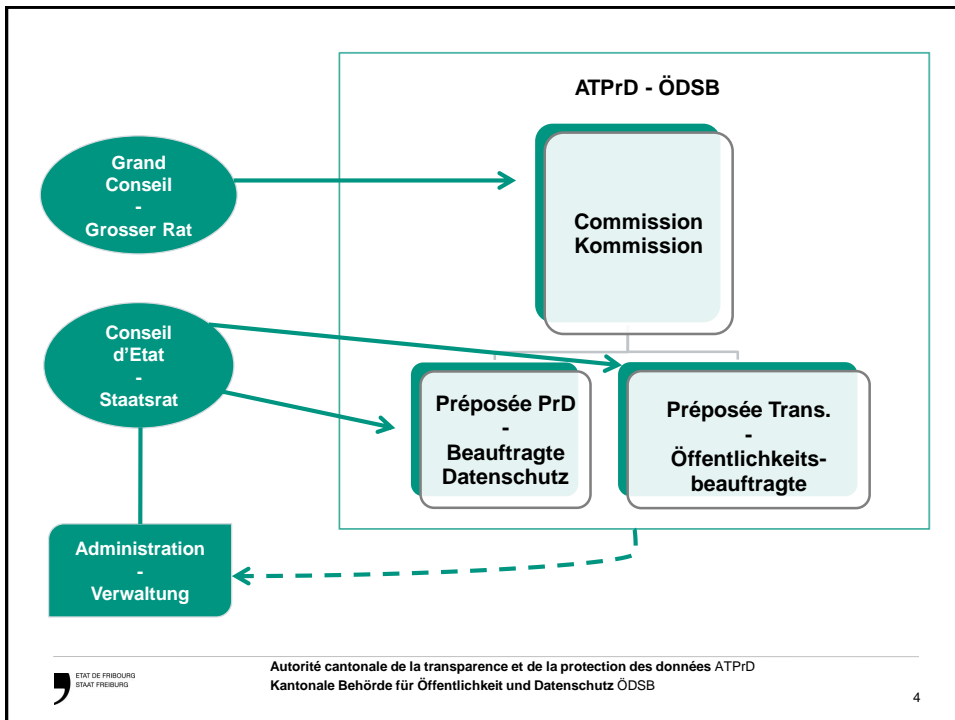 ATPrD - ÖDSB
Grand
Conseil
-
Grosser Rat
Commission
Kommission
Conseil
d'Etat
-
Staatsrat
Préposée PrD
-
Beauftragte
Datenschutz
Préposée Trans.
-
Öffentlichkeits-
beauftragte
Administration
-
Verwaltung
ETAT DE FRIBOURG
STAAT FREIBURG
Autorité cantonale de la transparence et de la protection des données ATPrD
Kantonale Behörde für Öffentlichkeit und Datenschutz ÖDSB
4